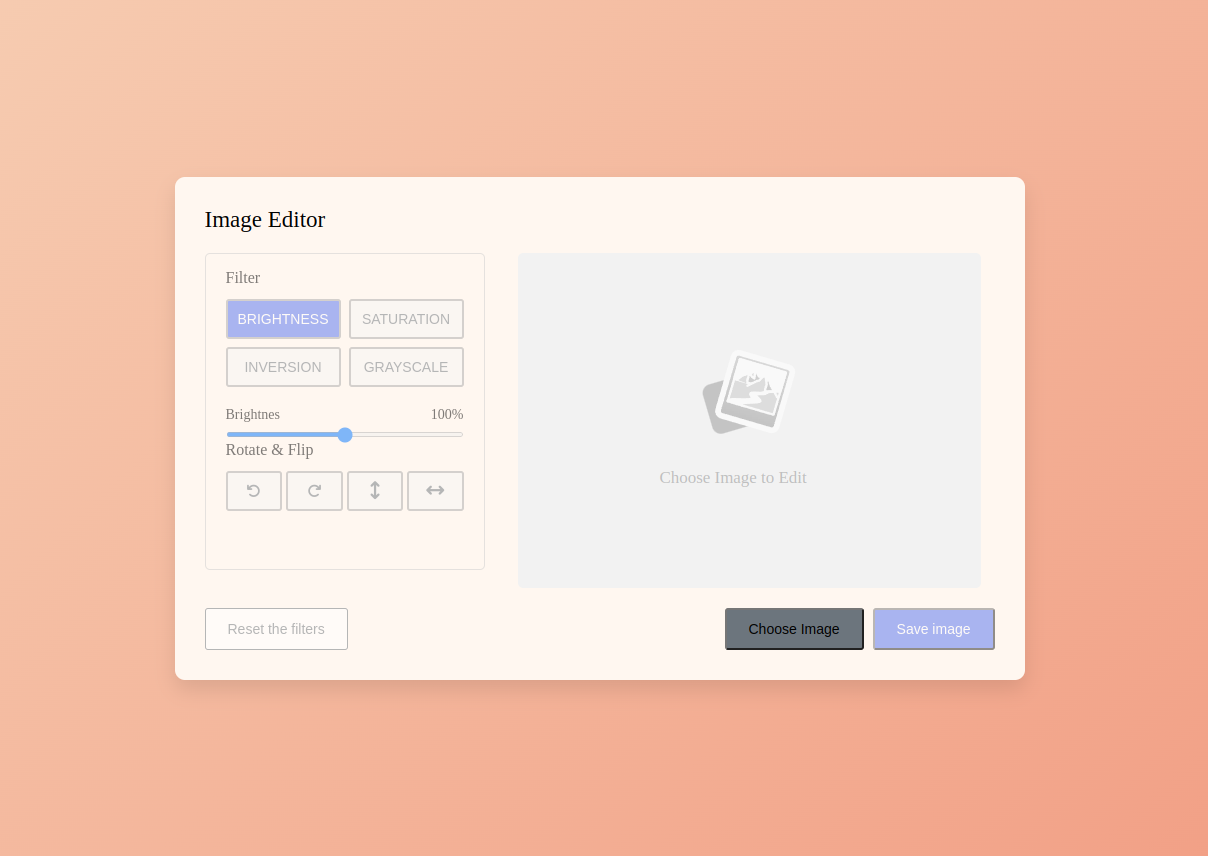 Image Editor
Filter
BRIGHTNESS SATURATION
INVERSION GRAYSCALE
Brightnes 100%
Rotate & Flip
Choose Image to Edit
Reset the filters Choose Image Save image